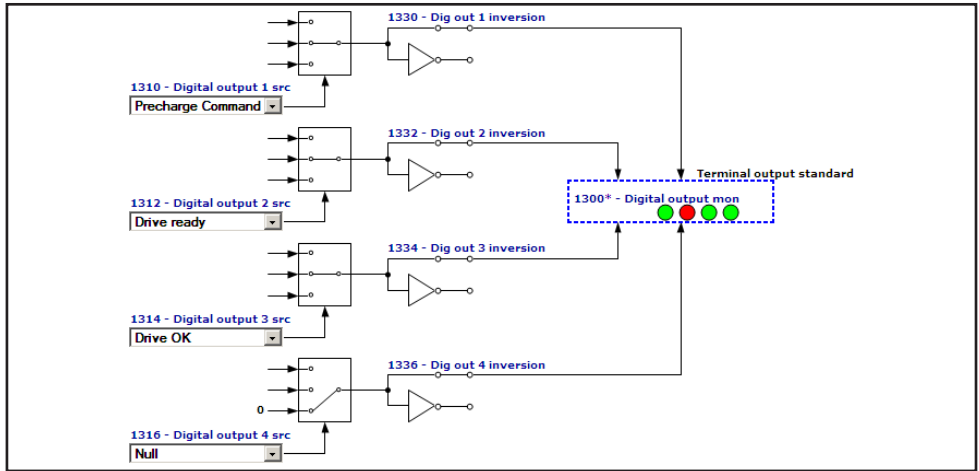 1330 - Dig out 1 inversion
1310 - Digital output 1 src
Precharge Command
1332 - Dig out 2 inversion
Terminal output standard
1300* - Digital output mon
1312 - Digital output 2 src
Drive ready
1334 - Dig out 3 inversion
1314 - Digital output 3 src
Drive OK
1336 - Dig out 4 inversion
0
1316 - Digital output 4 src
Null